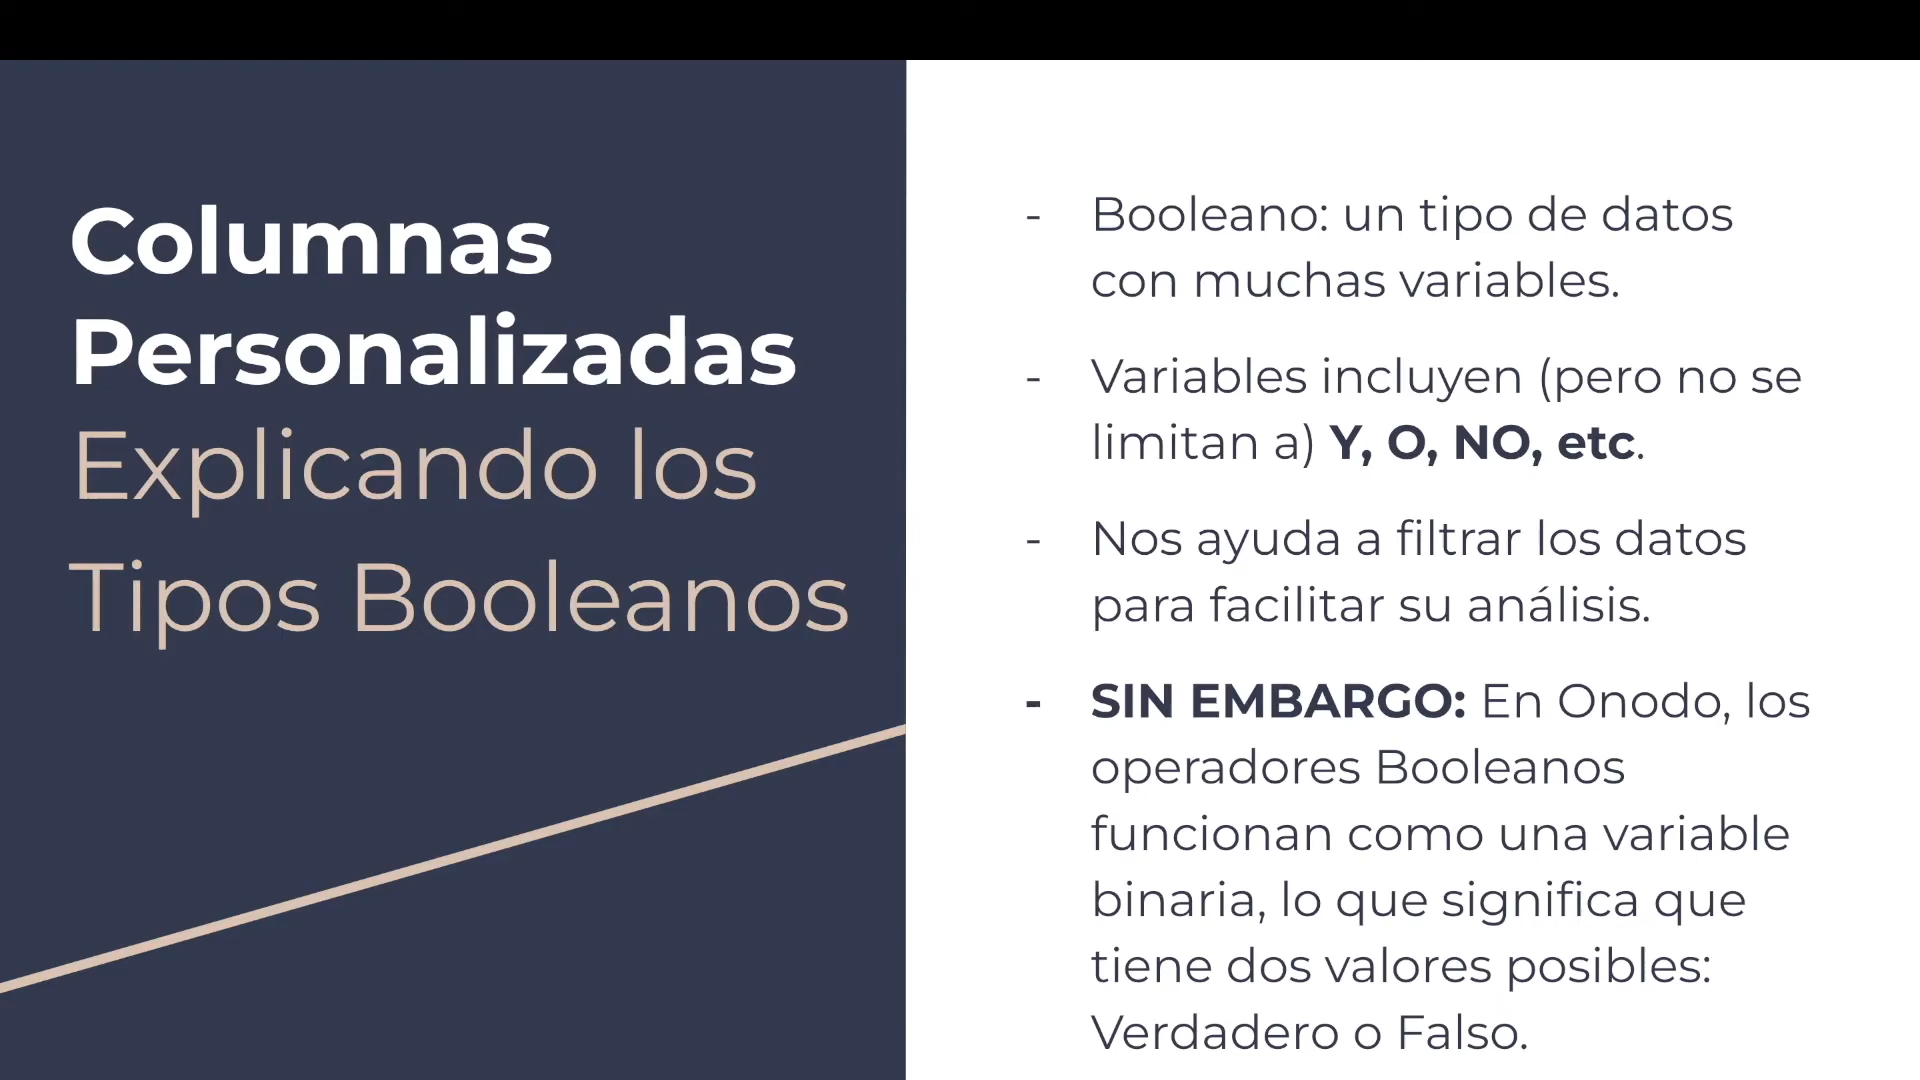 Columnas
Personalizadas
Explicando los
Tipos Booleanos
- Booleano: un tipo de datos
con muchas variables.
- Variables incluyen (pero no se
limitan a) Y, O, NO, etc.
- Nos ayuda a filtrar los datos
para facilitar su análisis.
- SIN EMBARGO: En Onodo, los
operadores Booleanos
funcionan como una variable
binaria, lo que significa que
tiene dos valores posibles:
Verdadero o Falso.